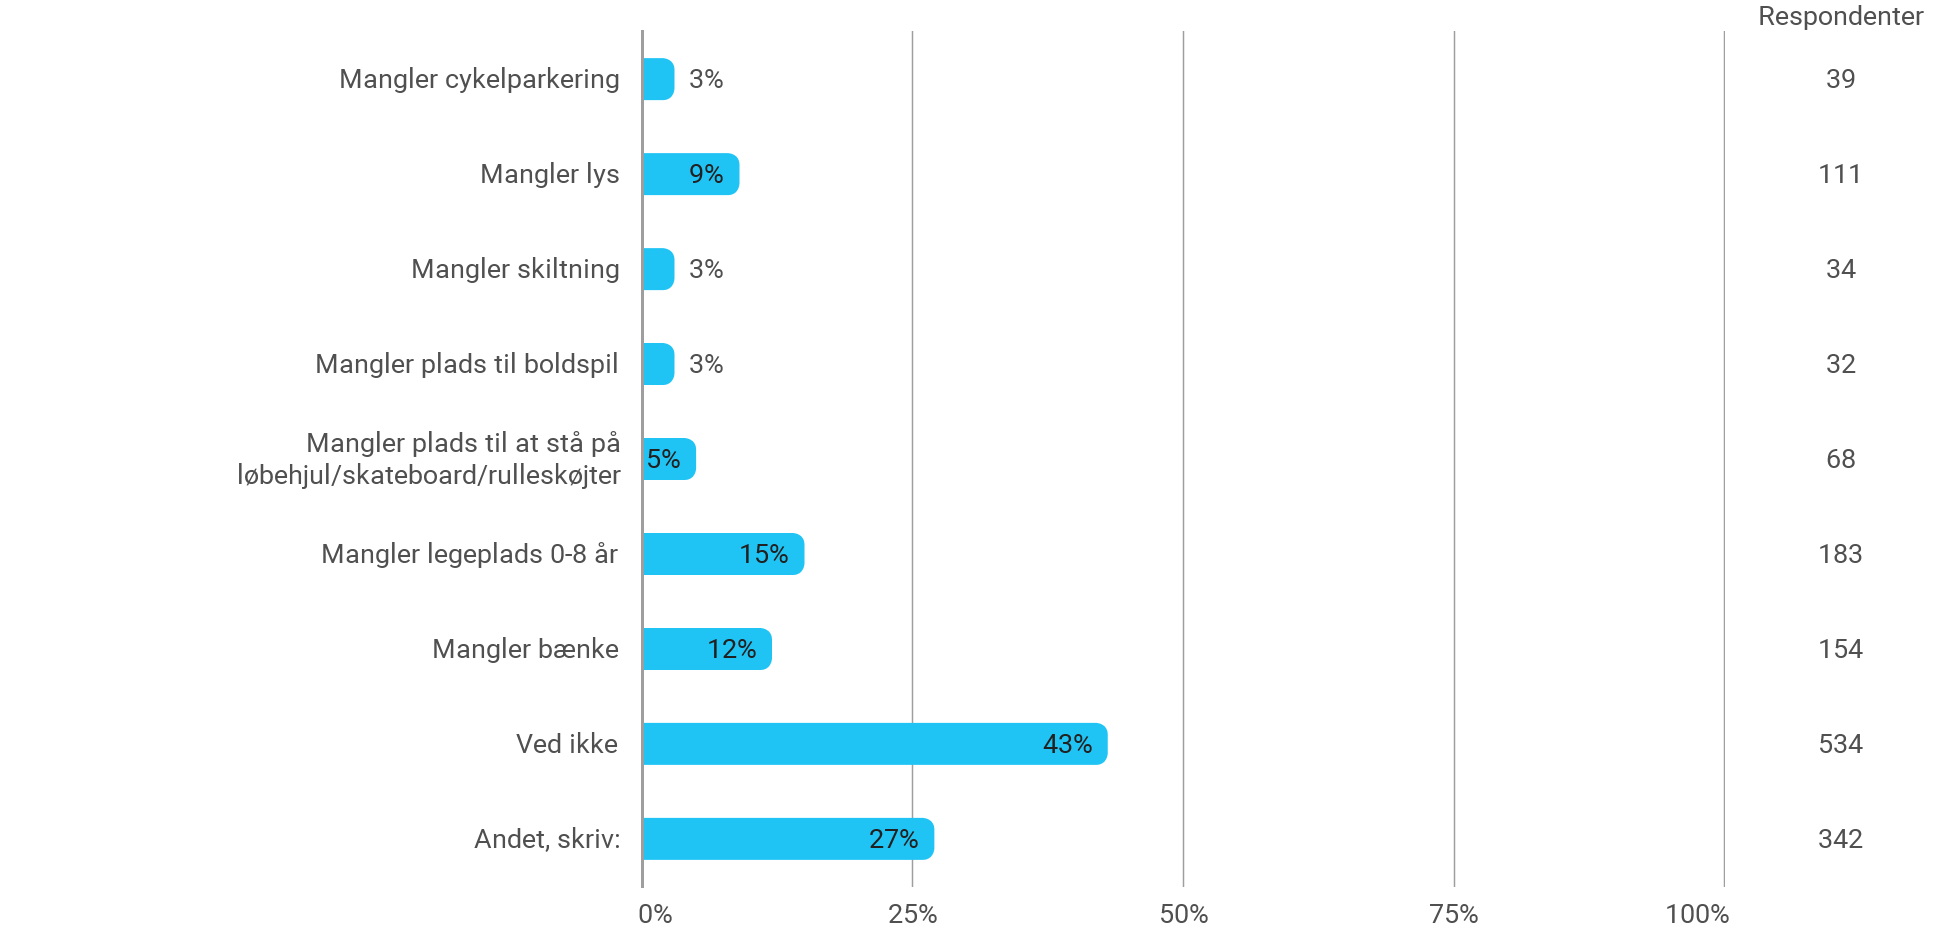 Respondenter
Mangler cykelparkering 3% 39
Mangler lys 9% 111
Mangler skiltning 3% 34
Mangler plads til boldspil 3% 32
Mangler plads til at stå på
løbehjul/skateboard/rulleskøjter 5% 68
Mangler legeplads 0-8 år 15% 183
Mangler bænke 12% 154
Ved ikke 43% 534
Andet, skriv: 27% 342
0% 25% 50% 75% 100%